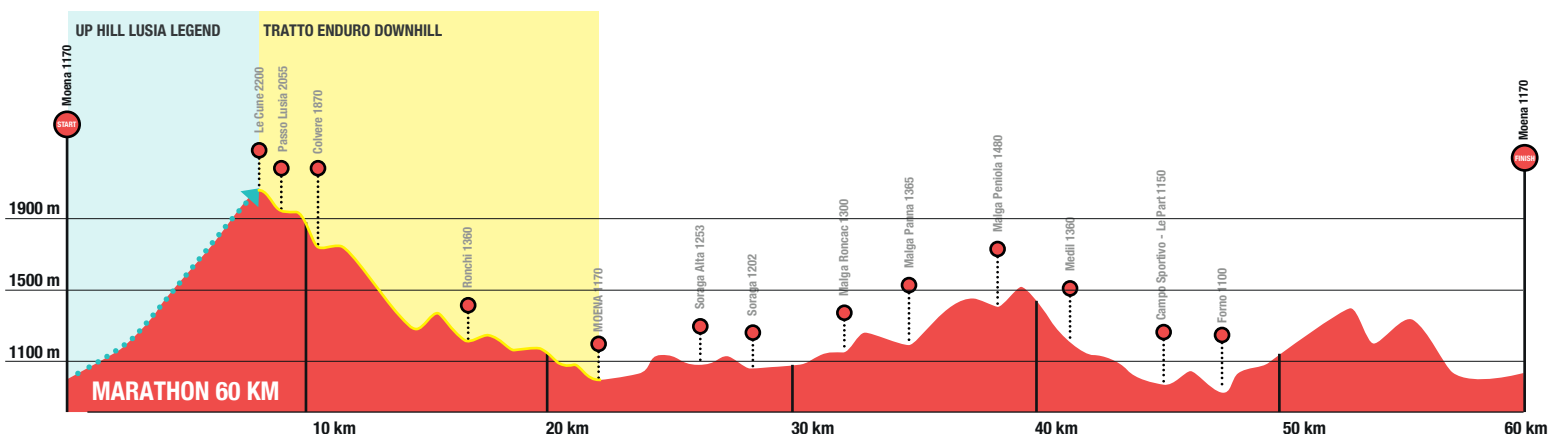 UP HILL LUSIA LEGEND
TRATTO ENDURO DOWNHILL
Moena 1170
START
Le Cune 2200
Passo Lusia 2055
Colvere 1870
Ronchi 1360
MOENA 1170
Soraga Alta 1253
Soraga 1202
Malga Roncac 1300
Malga Panna 1365
Malga Peniola 1480
Medil 1360
Campo Sportivo - Le Part 1150
Forno 1100
Moena 1170
FINISH
1900 m
1500 m
1100 m
MARATHON 60 KM
10 km
20 km
30 km
40 km
50 km
60 km